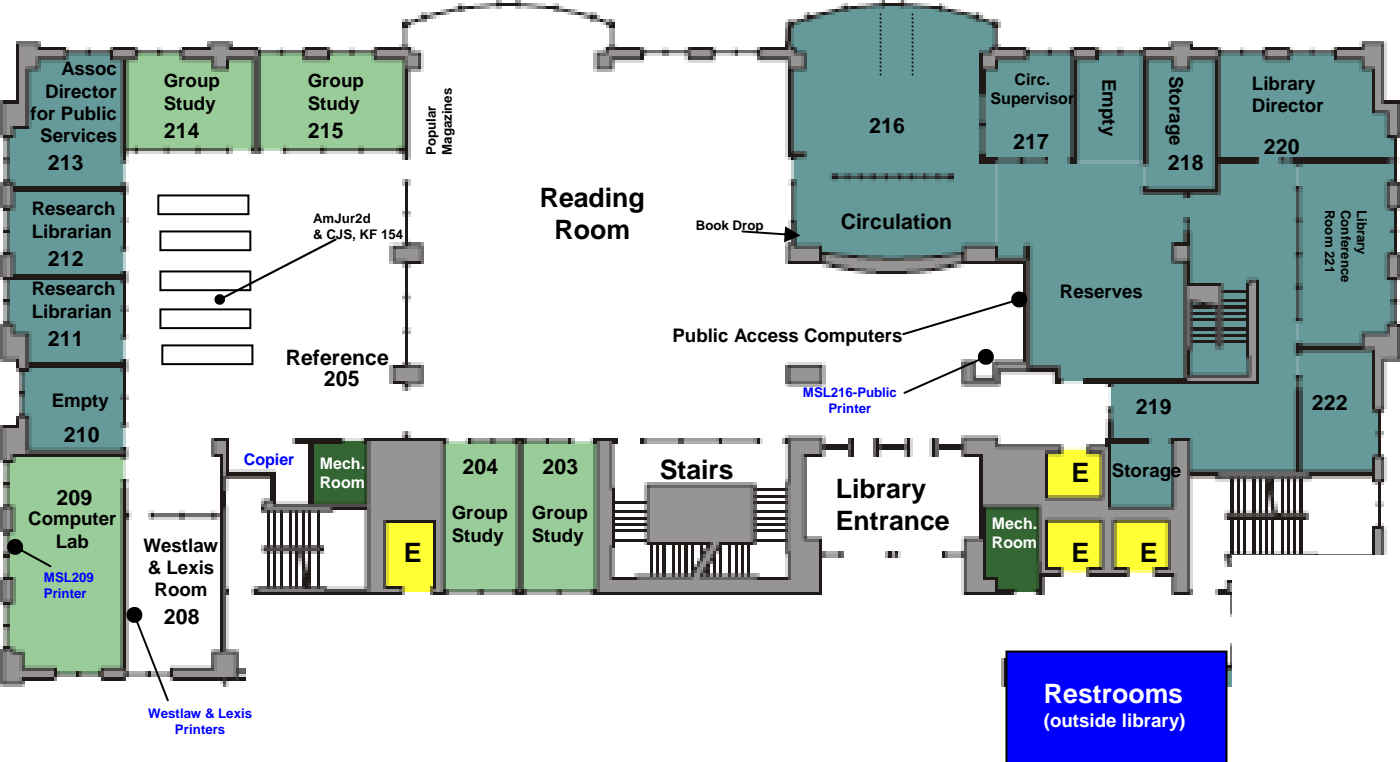 Assoc
Director
for Public
Services
213
Group
Study
214
Group
Study
215
Popular
Magazines
216
Circ.
Supervisor
217
Empty
Storage
218
Library
Director
220
Research
Librarian
212
AmJur2d
& CJS, KF 154
Reading
Room
Book Drop
Circulation
Library
Conference
Room 221
Research
Librarian
211
Reserves
Public Access Computers
Reference
205
MSL216-Public
Printer
Empty
210
219
222
Copier
Mech.
Room
204
Group
Study
203
Group
Study
Stairs
Library
Entrance
E
Storage
209
Computer
Lab
Westlaw
& Lexis
Room
208
E
Mech.
Room
E
E
MSL209
Printer
Westlaw & Lexis
Printers
Restrooms
(outside library)